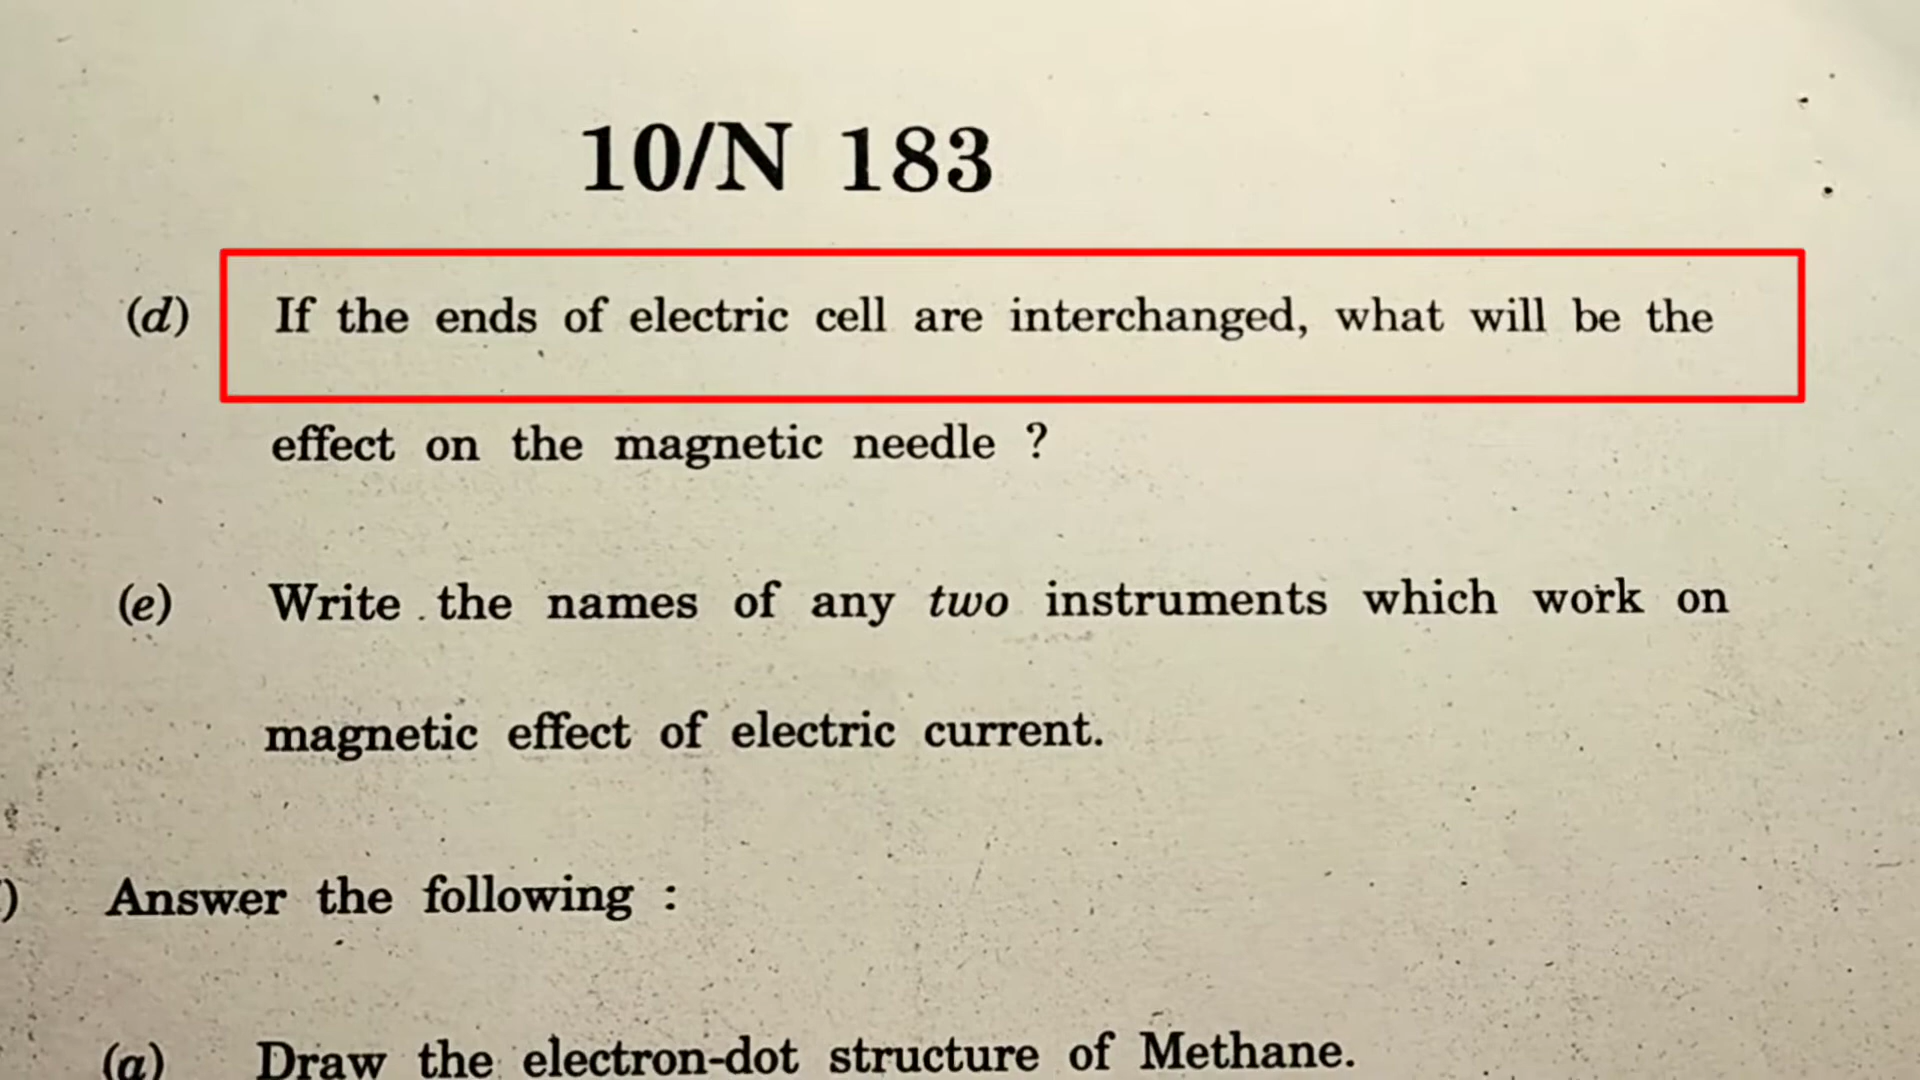 10/N 183
(d) If the ends of electric cell are interchanged, what will be the
effect on the magnetic needle ?
(e) Write the names of any two instruments which work on
magnetic effect of electric current.
) Answer the following :
(a) Draw the electron-dot structure of Methane.